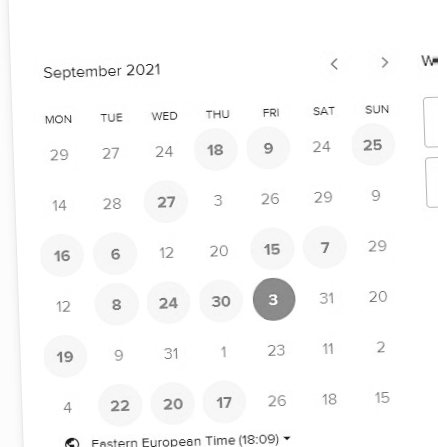 September 2021
W
MON TUE WED THU FRI SAT SUN
29 27 24 18 9 24 25
14 28 27 3 26 29 9
16 6 12 20 15 7 29
12 8 24 30 3 31 20
19 9 31 1 23 11 2
4 22 20 17 26 18 15
Eastern European Time (18:09)